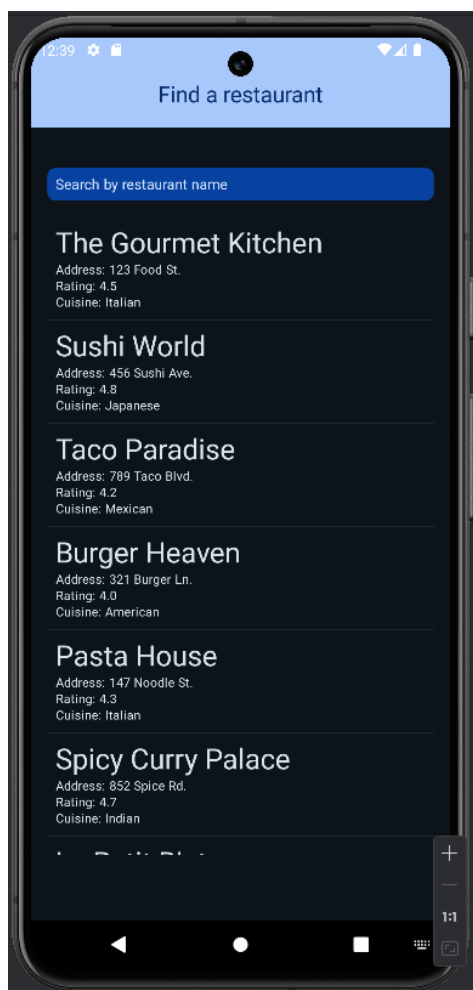 12:39
Find a restaurant
Search by restaurant name
The Gourmet Kitchen
Address: 123 Food St.
Rating: 4.5
Cuisine: Italian
Sushi World
Address: 456 Sushi Ave.
Rating: 4.8
Cuisine: Japanese
Taco Paradise
Address: 789 Taco Blvd.
Rating: 4.2
Cuisine: Mexican
Burger Heaven
Address: 321 Burger Ln.
Rating: 4.0
Cuisine: American
Pasta House
Address: 147 Noodle St.
Rating: 4.3
Cuisine: Italian
Spicy Curry Palace
Address: 852 Spice Rd.
Rating: 4.7
Cuisine: Indian
1:1